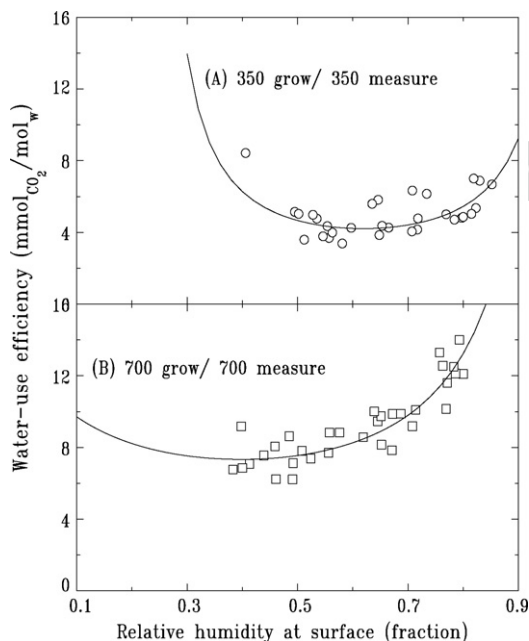 16
(A) 350 grow/ 350 measure
12
8
4
Water-use efficiency (mmol_CO2/mol_w)
16
12
(B) 700 grow/ 700 measure
8
4
0
0.1 0.3 0.5 0.7 0.9
Relative humidity at surface (fraction)